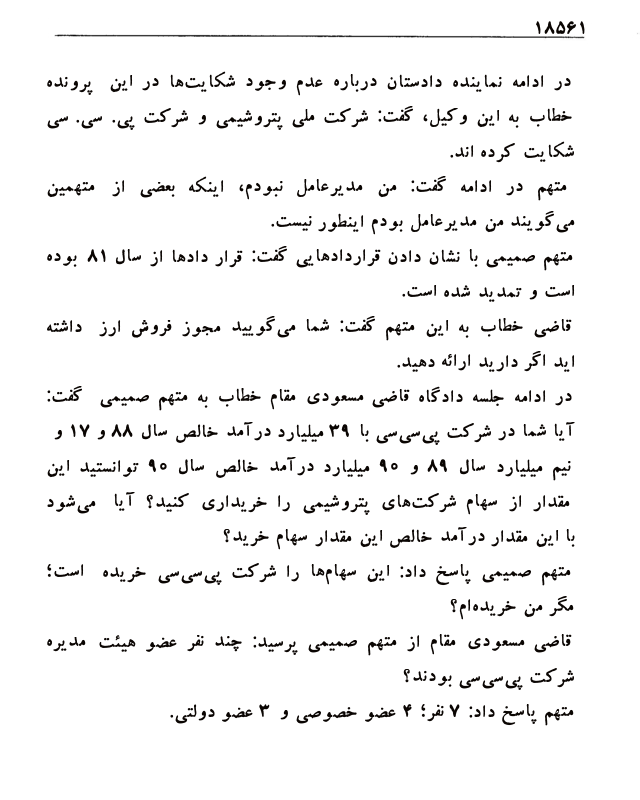 ۱۸۵۶۱
در ادامه نماینده دادستان درباره عدم وجود شکایت‌ها در این پرونده
خطاب به این وکیل، گفت: شرکت ملی پتروشیمی و شرکت پی. سی. سی
شکایت کرده اند.
متهم در ادامه گفت: من مدیرعامل نبودم، اینکه بعضی از متهمین
می‌گویند من مدیرعامل بودم اینطور نیست.
متهم صمیمی با نشان دادن قراردادهایی گفت: قرار دادها از سال ۸۱ بوده
است و تمدید شده است.
قاضی خطاب به این متهم گفت: شما می‌گویید مجوز فروش ارز داشته
اید اگر دارید ارائه دهید.
در ادامه جلسه دادگاه قاضی مسعودی مقام خطاب به متهم صمیمی گفت:
آیا شما در شرکت پی‌سی‌سی با ۳۹ میلیارد درآمد خالص سال ۸۸ و ۱۷ و
نیم میلیارد سال ۸۹ و ۹۰ میلیارد درآمد خالص سال ۹۰ توانستید این
مقدار از سهام شرکت‌های پتروشیمی را خریداری کنید؟ آیا می‌شود
با این مقدار درآمد خالص این مقدار سهام خرید؟
متهم صمیمی پاسخ داد: این سهام‌ها را شرکت پی‌سی‌سی خریده است؛
مگر من خریده‌ام؟
قاضی مسعودی مقام از متهم صمیمی پرسید: چند نفر عضو هیئت مدیره
شرکت پی‌سی‌سی بودند؟
متهم پاسخ داد: ۷ نفر؛ ۴ عضو خصوصی و ۳ عضو دولتی.